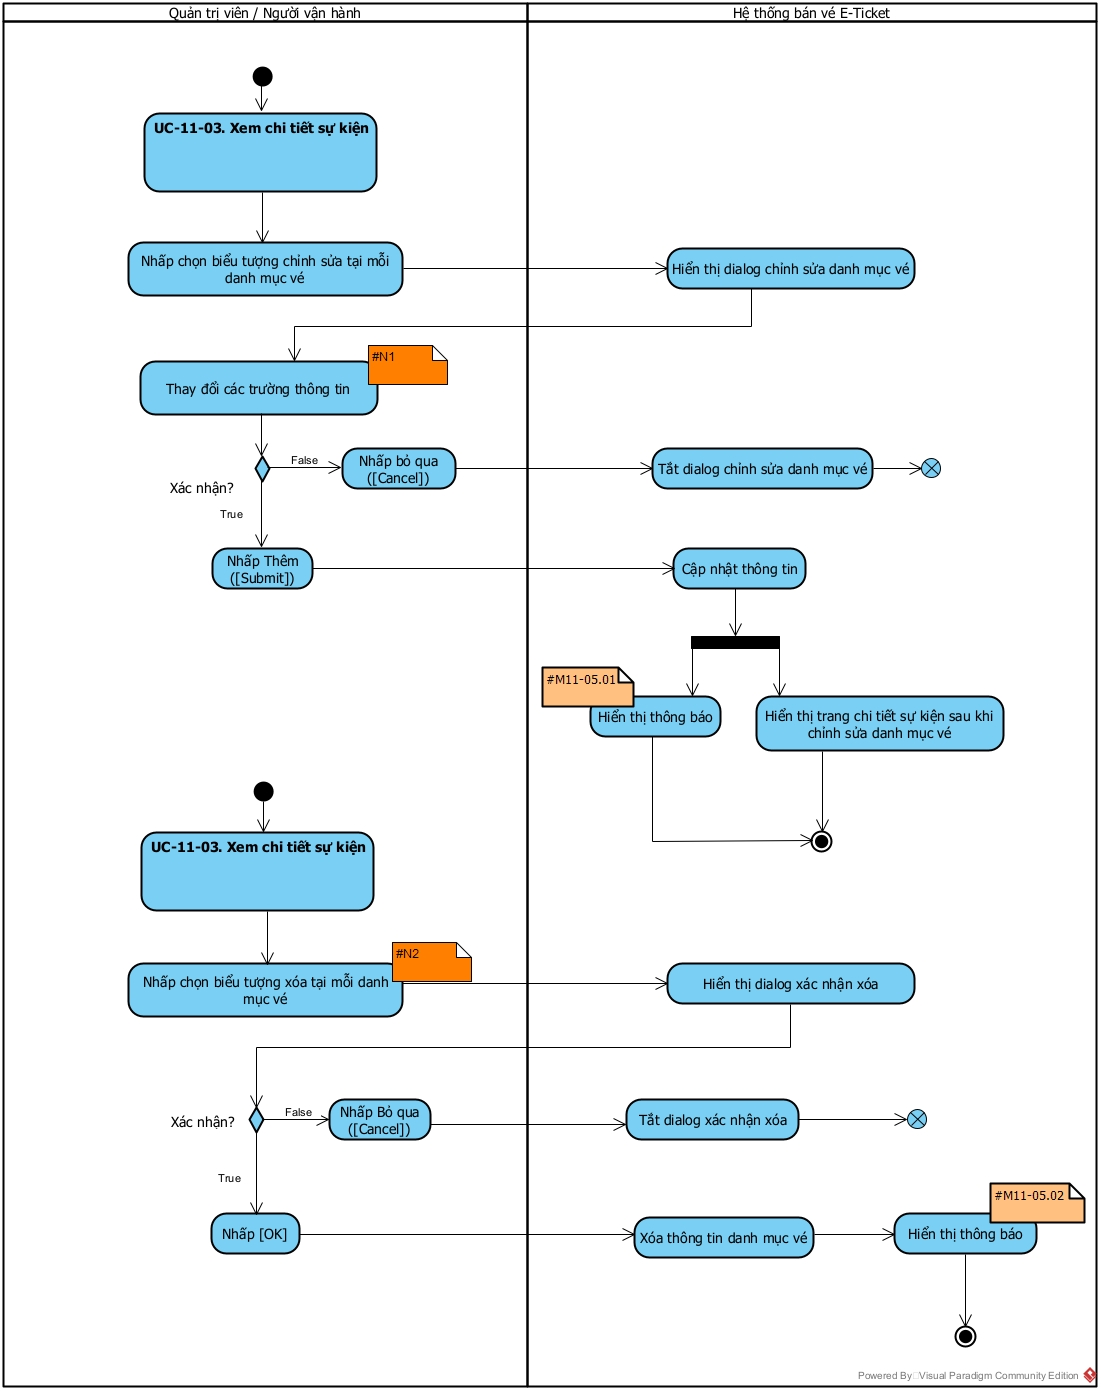 Quản trị viên / Người vận hành
Hệ thống bán vé E-Ticket
UC-11-03. Xem chi tiết sự kiện
Nhấp chọn biểu tượng chỉnh sửa tại mỗi
danh mục vé
Hiển thị dialog chỉnh sửa danh mục vé
#N1
Thay đổi các trường thông tin
False
Nhấp bỏ qua
([Cancel])
Tắt dialog chỉnh sửa danh mục vé
Xác nhận?
True
Nhấp Thêm
([Submit])
Cập nhật thông tin
#M11-05.01
Hiển thị thông báo
Hiển thị trang chi tiết sự kiện sau khi
chỉnh sửa danh mục vé
UC-11-03. Xem chi tiết sự kiện
#N2
Nhấp chọn biểu tượng xóa tại mỗi danh
mục vé
Hiển thị dialog xác nhận xóa
Xác nhận?
False
Nhấp Bỏ qua
([Cancel])
Tắt dialog xác nhận xóa
True
#M11-05.02
Nhấp [OK]
Xóa thông tin danh mục vé
Hiển thị thông báo
Powered By Visual Paradigm Community Edition